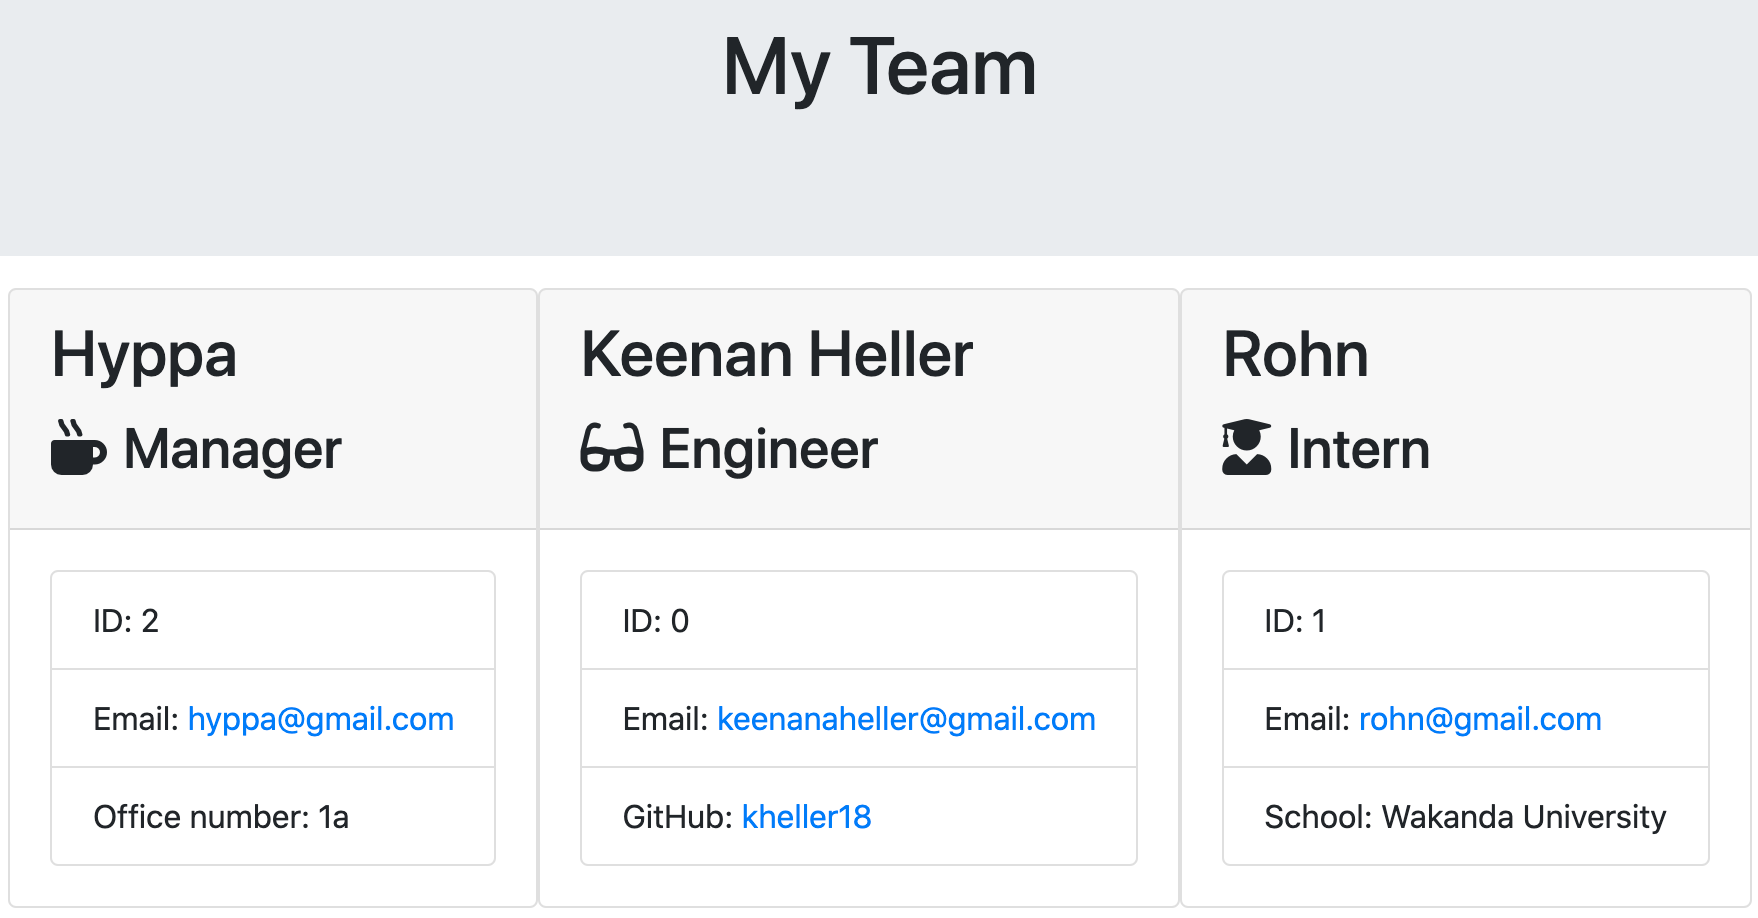 My Team
Hyppa
Manager
ID: 2
Email: hyppa@gmail.com
Office number: 1a
Keenan Heller
Engineer
ID: 0
Email: keenanaheller@gmail.com
GitHub: kheller18
Rohn
Intern
ID: 1
Email: rohn@gmail.com
School: Wakanda University